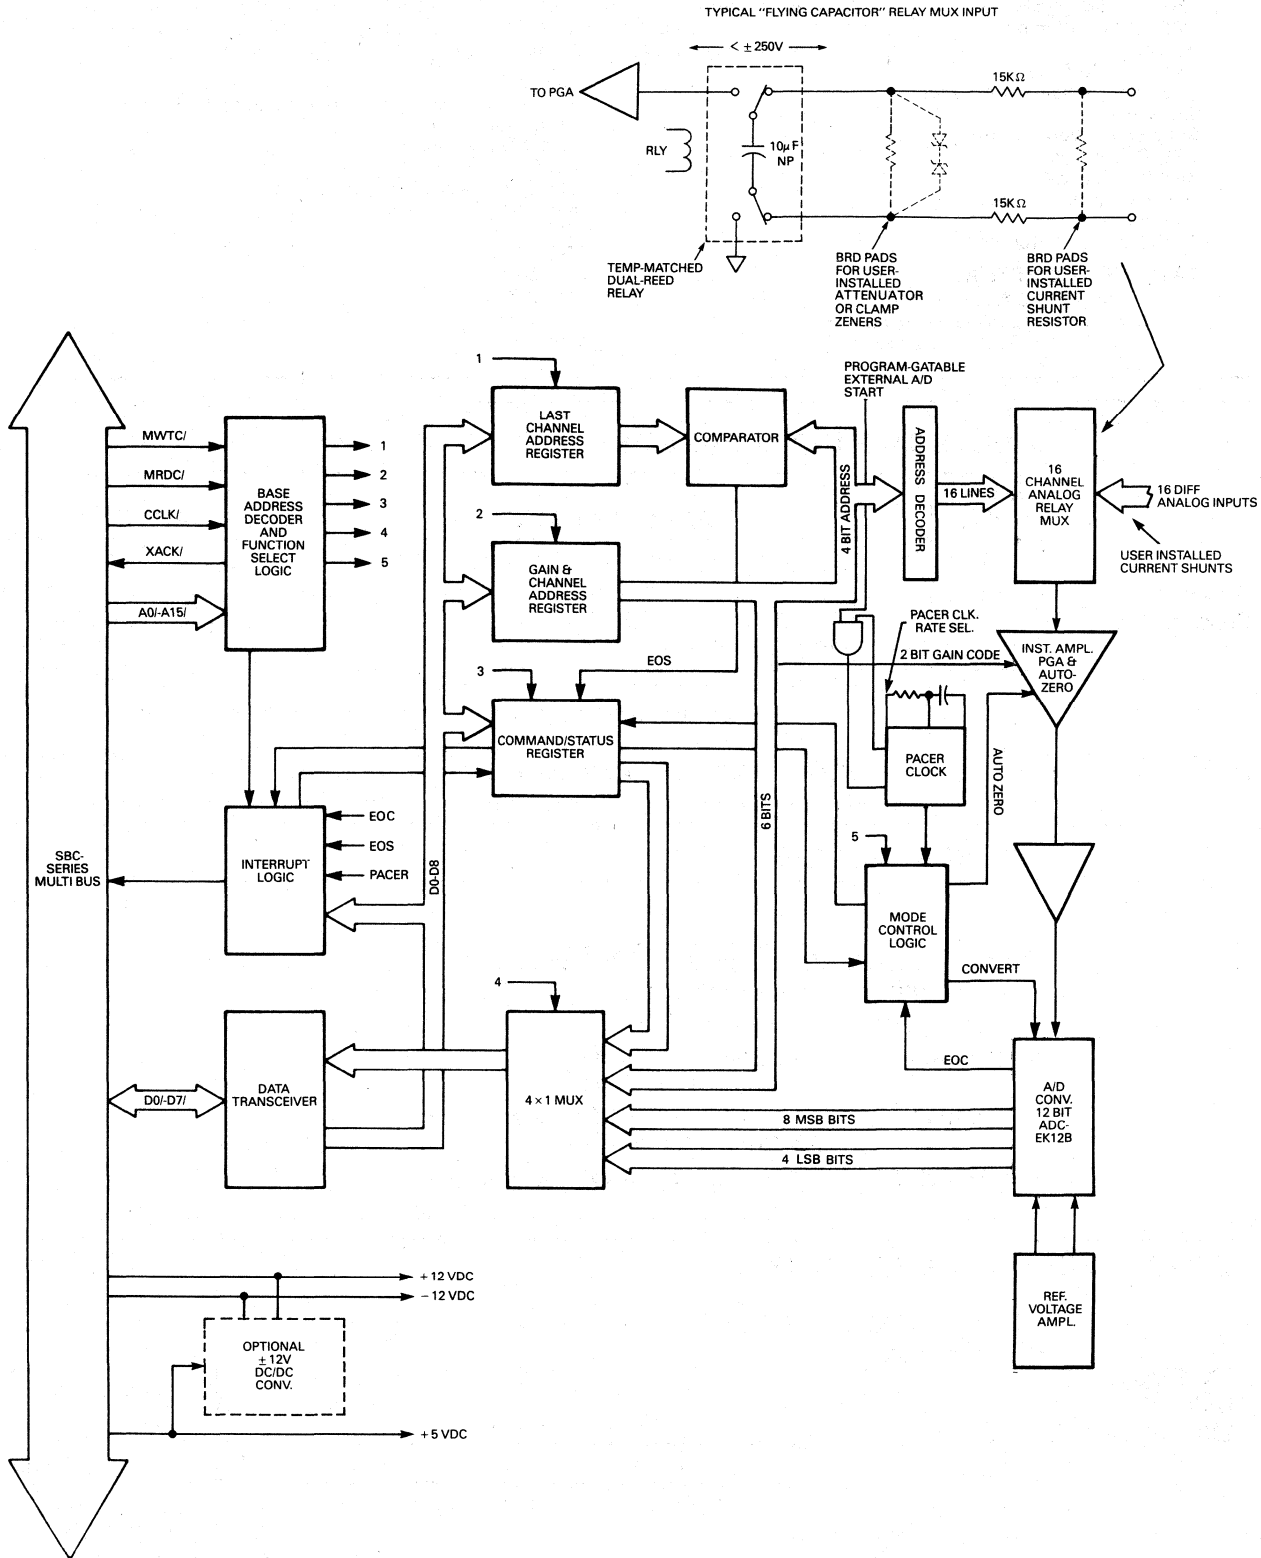 TYPICAL "FLYING CAPACITOR" RELAY MUX INPUT
< ± 250V
TO PGA
RLY
10µF
NP
15K Ω
15K Ω
TEMP-MATCHED
DUAL-REED
RELAY
BRD PADS
FOR USER-
INSTALLED
ATTENUATOR
OR CLAMP
ZENERS
BRD PADS
FOR USER-
INSTALLED
CURRENT
SHUNT
RESISTOR
SBC-
SERIES
MULTI BUS
MWTC/
MRDC/
CCLK/
XACK/
A0/-A15/
BASE
ADDRESS
DECODER
AND
FUNCTION
SELECT
LOGIC
1
2
3
4
5
1
LAST
CHANNEL
ADDRESS
REGISTER
COMPARATOR
PROGRAM-GATABLE
EXTERNAL A/D
START
4 BIT ADDRESS
ADDRESS DECODER
16 LINES
16
CHANNEL
ANALOG
RELAY
MUX
16 DIFF
ANALOG INPUTS
USER INSTALLED
CURRENT SHUNTS
2
GAIN &
CHANNEL
ADDRESS
REGISTER
PACER CLK.
RATE SEL.
2 BIT GAIN CODE
INST. AMPL.
PGA &
AUTO-
ZERO
EOS
3
COMMAND/STATUS
REGISTER
PACER
CLOCK
AUTO ZERO
6 BITS
INTERRUPT
LOGIC
EOC
EOS
PACER
D0-D8
5
MODE
CONTROL
LOGIC
CONVERT
EOC
4
4 × 1 MUX
DATA
TRANSCEIVER
D0/-D7/
8 MSB BITS
4 LSB BITS
A/D
CONV.
12 BIT
ADC-
EK12B
REF.
VOLTAGE
AMPL.
+ 12 VDC
− 12 VDC
OPTIONAL
± 12V
DC/DC
CONV.
+ 5 VDC